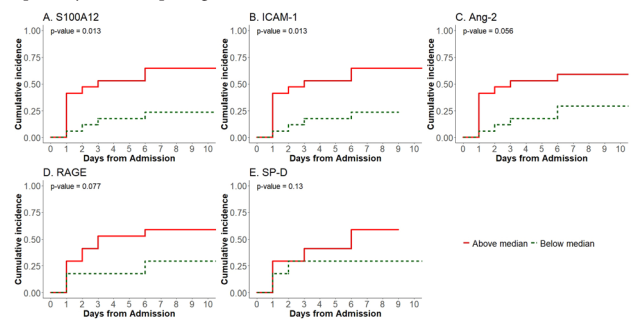 A. S100A12
p-value = 0.013
Cumulative incidence
1.00
0.75
0.50
0.25
0.00
0 1 2 3 4 5 6 7 8 9 10
Days from Admission
B. ICAM-1
p-value = 0.013
Cumulative incidence
1.00
0.75
0.50
0.25
0.00
0 1 2 3 4 5 6 7 8 9 10
Days from Admission
C. Ang-2
p-value = 0.056
Cumulative incidence
1.00
0.75
0.50
0.25
0.00
0 1 2 3 4 5 6 7 8 9 10
Days from Admission
D. RAGE
p-value = 0.077
Cumulative incidence
1.00
0.75
0.50
0.25
0.00
0 1 2 3 4 5 6 7 8 9 10
Days from Admission
E. SP-D
p-value = 0.13
Cumulative incidence
1.00
0.75
0.50
0.25
0.00
0 1 2 3 4 5 6 7 8 9 10
Days from Admission
Above median Below median